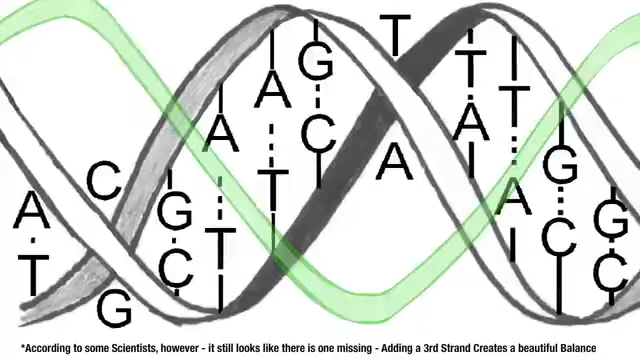 A T
C G
G C
A T
A T
G C
T A
T A
T A
G C
G C
*According to some Scientists, however - it still looks like there is one missing - Adding a 3rd Strand Creates a beautiful Balance